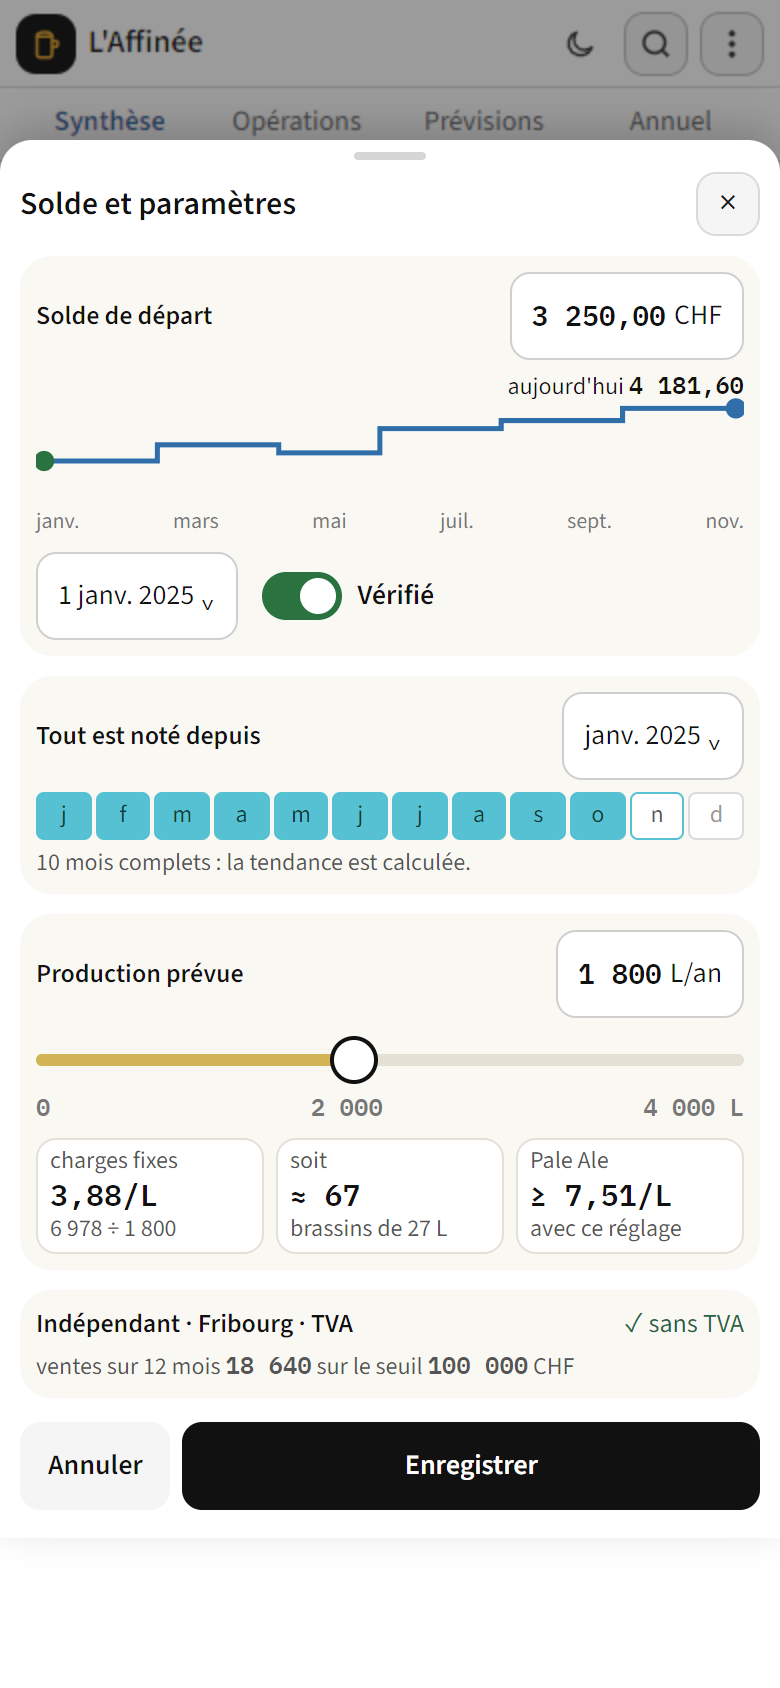 L'Affinée
Synthèse Opérations Prévisions Annuel
Solde et paramètres ×
Solde de départ 3 250,00 CHF
aujourd'hui 4 181,60
janv. mars mai juil. sept. nov.
1 janv. 2025 Vérifié
Tout est noté depuis janv. 2025
j f m a m j j a s o n d
10 mois complets : la tendance est calculée.
Production prévue 1 800 L/an
0 2 000 4 000 L
charges fixes soit Pale Ale
3,88/L ≈ 67 ≥ 7,51/L
6 978 ÷ 1 800 brassins de 27 L avec ce réglage
Indépendant · Fribourg · TVA ✓ sans TVA
ventes sur 12 mois 18 640 sur le seuil 100 000 CHF
Annuler Enregistrer